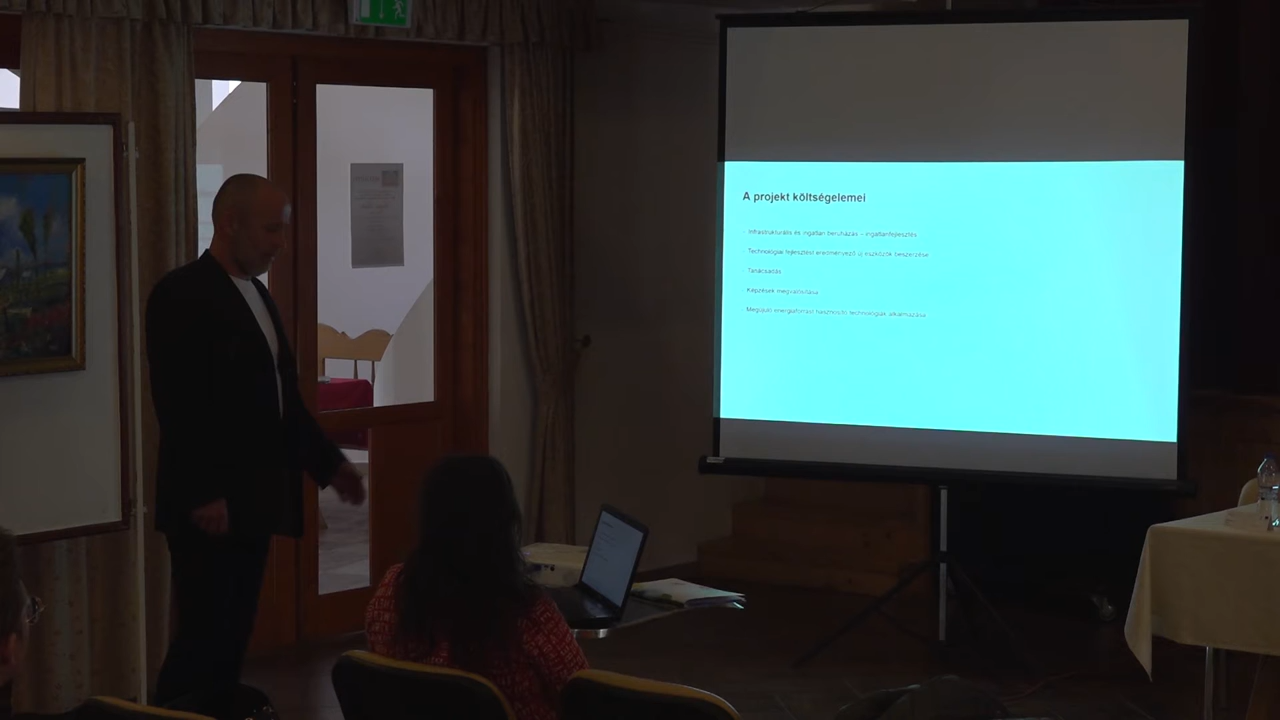 A projekt költségelemei
Infrastrukturális és ingatlan beruházás – ingatlanfejlesztés
Technológiai fejlesztést eredményező új eszközök beszerzése
Tanácsadás
Képzések megvalósítása
Megújuló energiaforrást hasznosító technológiák alkalmazása